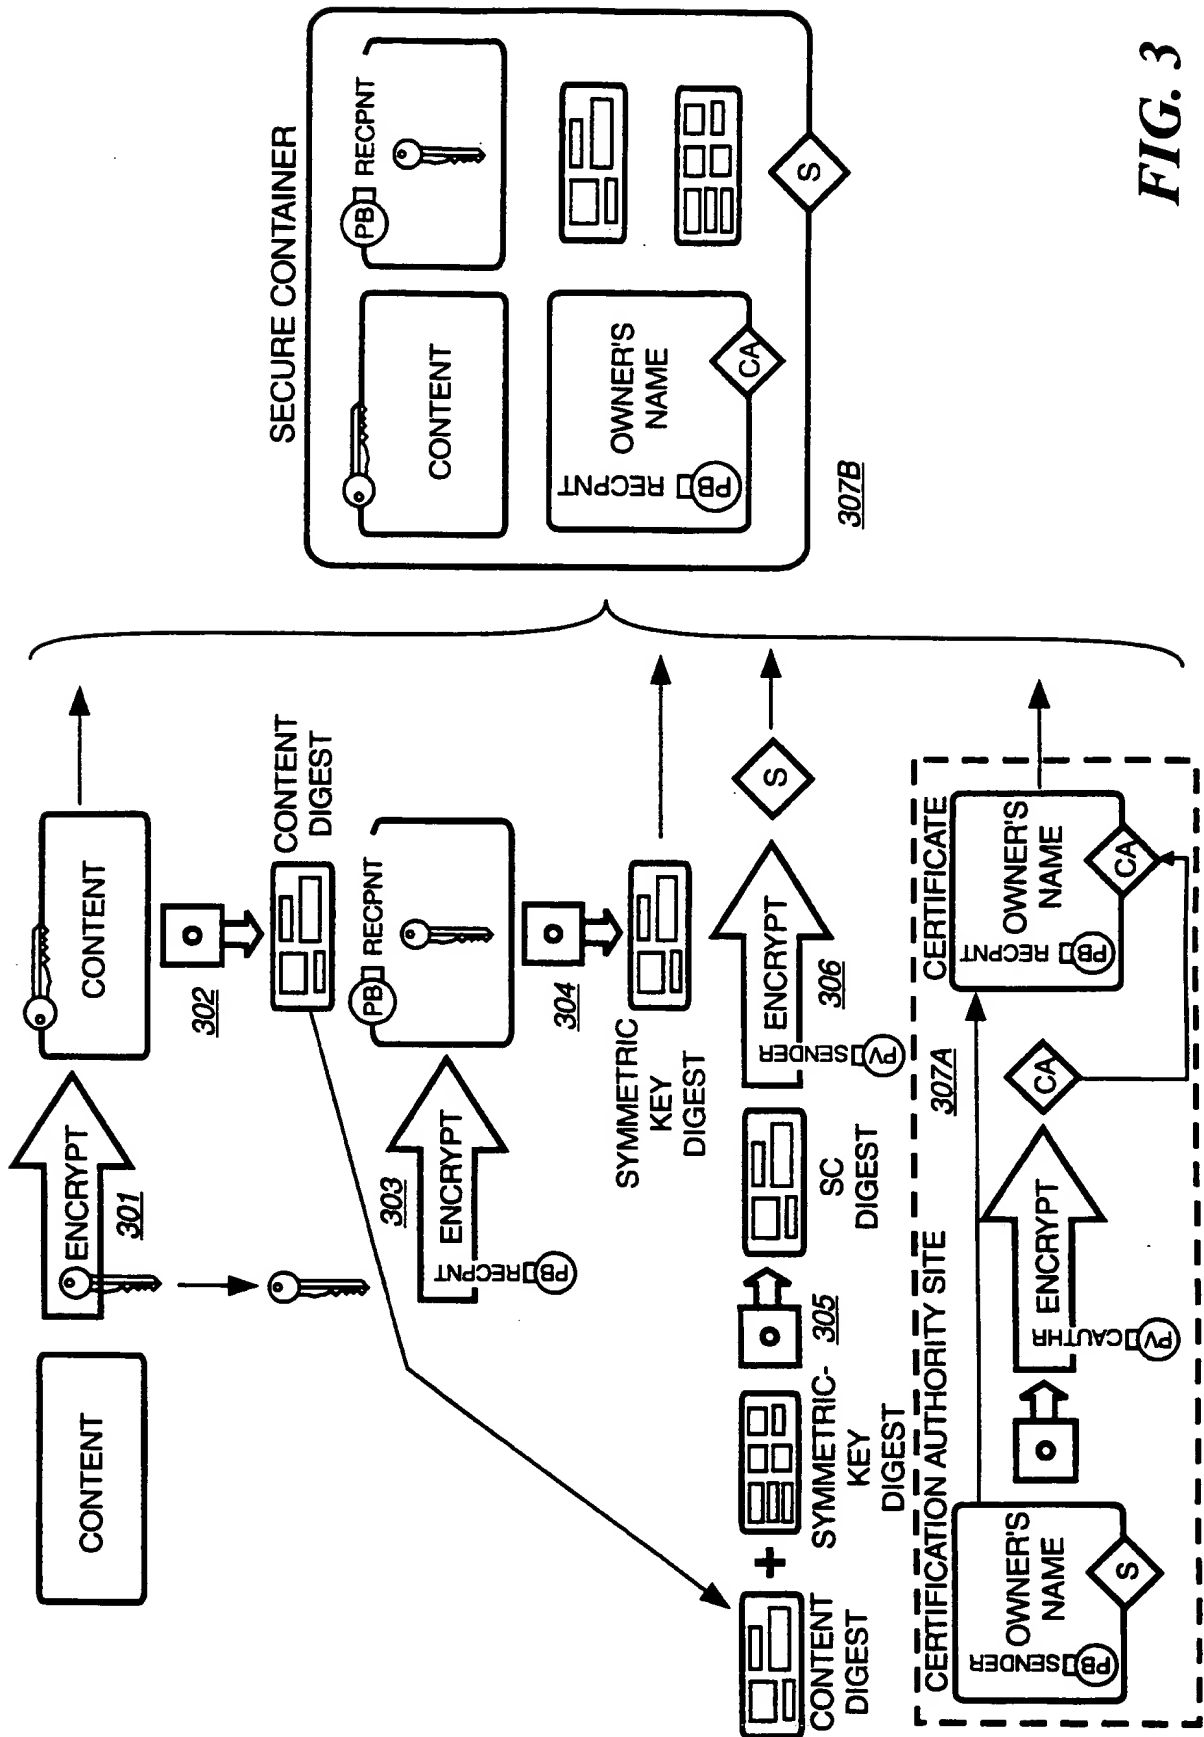 CONTENT
ENCRYPT
301
CONTENT
302
CONTENT
DIGEST
303
ENCRYPT
PB RECPNT
PB RECPNT
304
SYMMETRIC
KEY
DIGEST
CONTENT
DIGEST
+
SYMMETRIC-
KEY
DIGEST
305
SC
DIGEST
ENCRYPT
PV SENDER
306
S
CERTIFICATION AUTHORITY SITE
307A
OWNER'S
NAME
PB SENDER
S
ENCRYPT
PV CAUTHR
CA
CERTIFICATE
OWNER'S
NAME
PB RECPNT
CA
SECURE CONTAINER
CONTENT
PB RECPNT
OWNER'S
NAME
PB RECPNT
CA
S
307B
FIG. 3